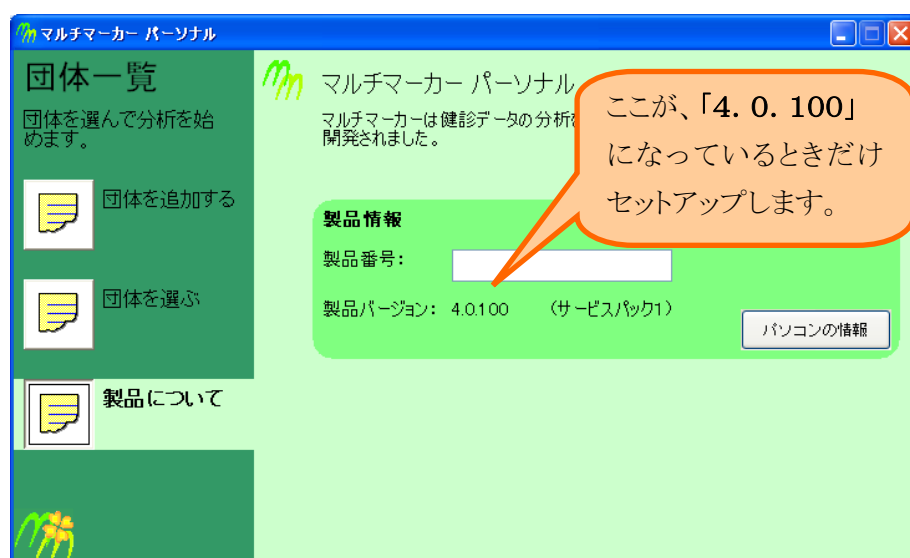 マルチマーカー パーソナル
団体一覧
団体を選んで分析を始
めます。
団体を追加する
団体を選ぶ
製品について
マルチマーカー パーソナル
マルチマーカーは健診データの分析
開発されました。
ここが、「4. 0. 100」
になっているときだけ
セットアップします。
製品情報
製品番号:
製品バージョン: 4.0.100 (サービスパック1)
パソコンの情報